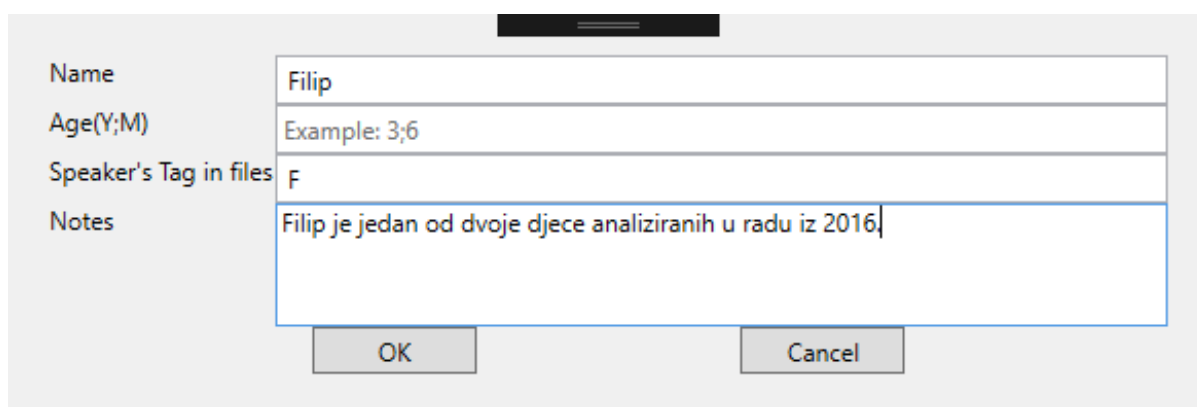 Name Filip
Age(Y;M) Example: 3;6
Speaker's Tag in files F
Notes Filip je jedan od dvoje djece analiziranih u radu iz 2016.
OK Cancel